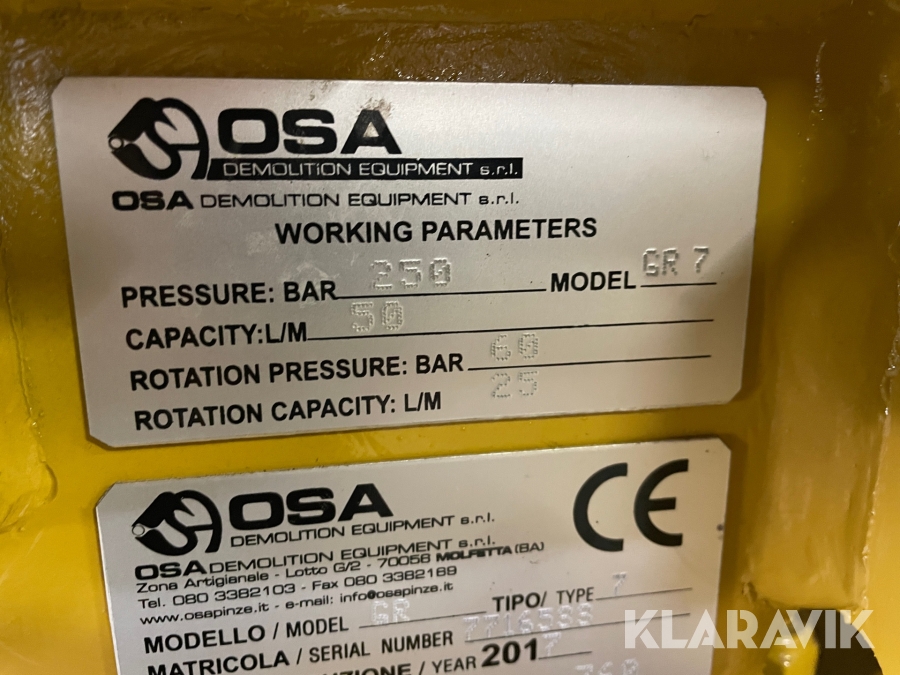 OSA
DEMOLITION EQUIPMENT s.r.l.
OSA DEMOLITION EQUIPMENT s.r.l.
WORKING PARAMETERS
PRESSURE: BAR 250 MODEL GR 7
CAPACITY:L/M 50
ROTATION PRESSURE: BAR 60
ROTATION CAPACITY: L/M 25
OSA
DEMOLITION EQUIPMENT s.r.l.
CE
OSA DEMOLITION EQUIPMENT s.r.l.
Zona Artigianale - Lotto G/2 - 70056 MOLFETTA (BA)
Tel. 080 3382103 - Fax 080 3382189
www.osapinze.it - e-mail: info@osapinze.it
MODELLO / MODEL GR TIPO/ TYPE 7
MATRICOLA / SERIAL NUMBER 7716588
/ YEAR 2017
KLARAVIK